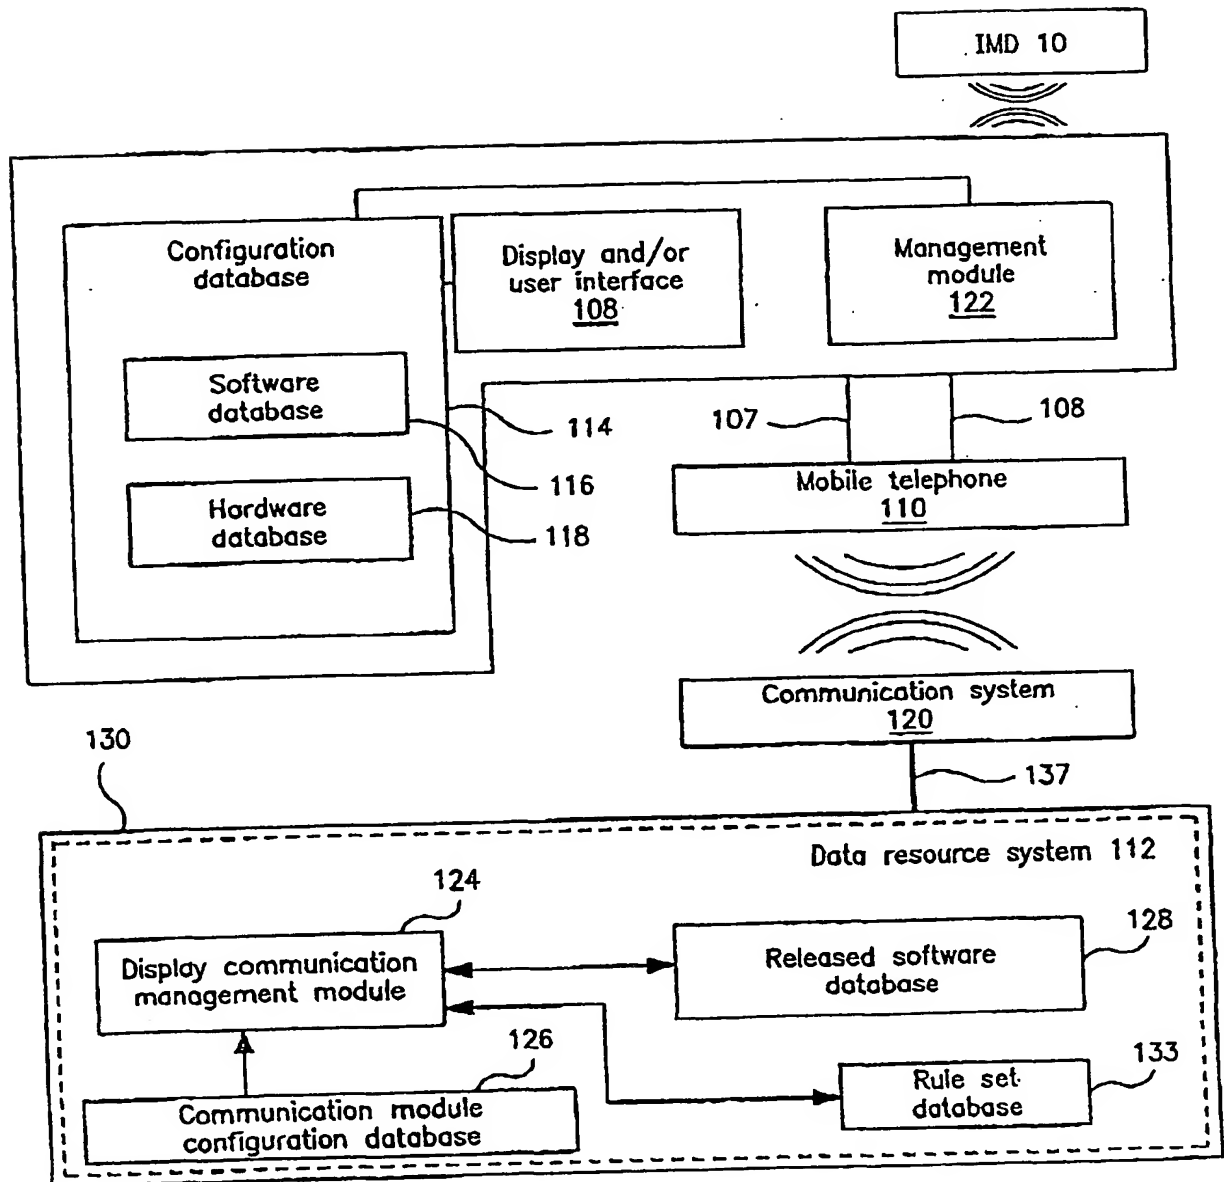 IMD 10
Configuration
database
Display and/or
user interface
108
Management
module
122
Software
database
Hardware
database
114
116
118
107
108
Mobile telephone
110
Communication system
120
137
130
Data resource system 112
124
Display communication
management module
Released software
database
128
126
Communication module
configuration database
Rule set
database
133